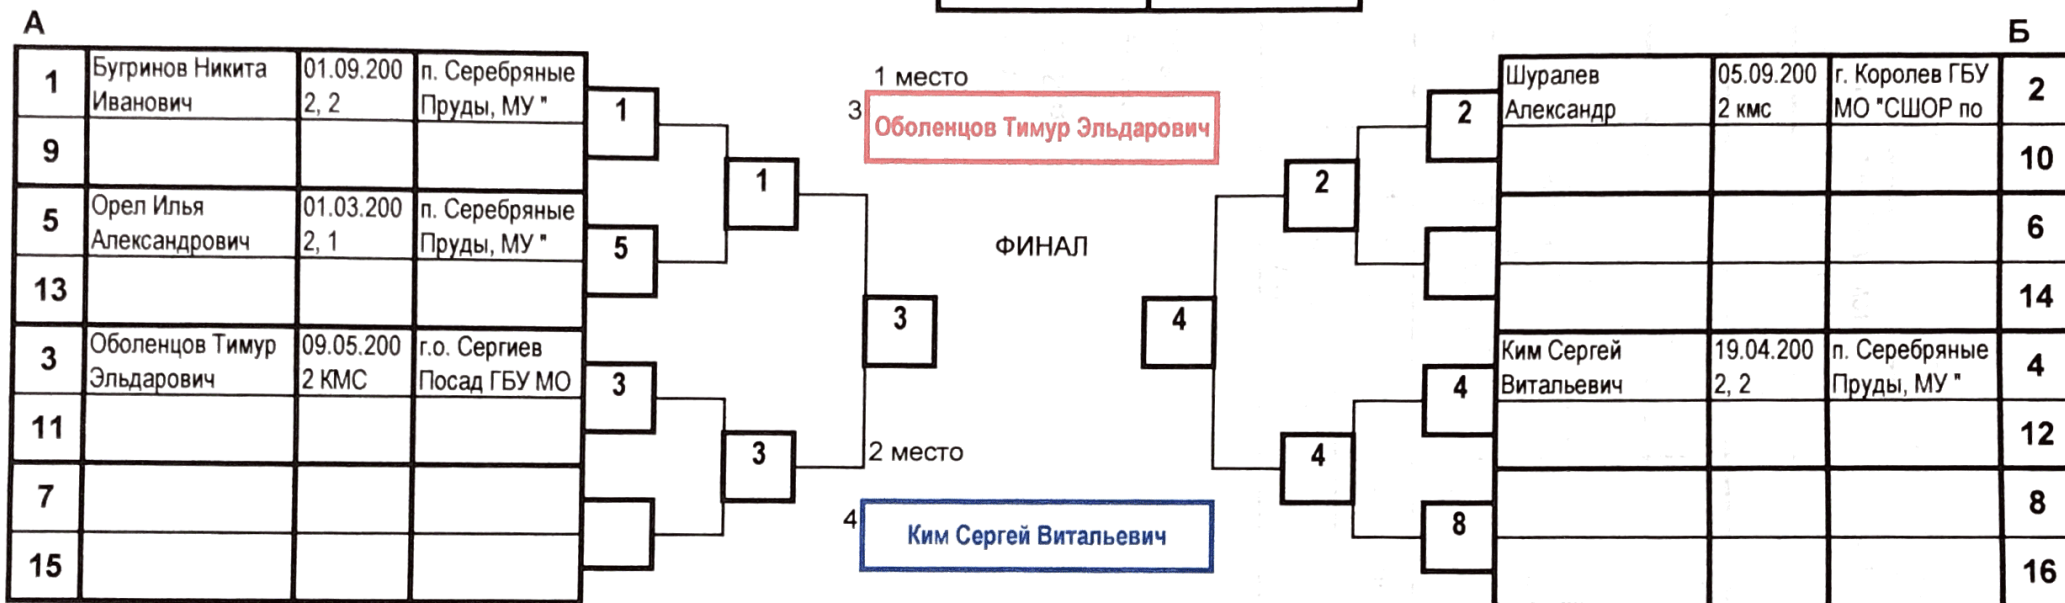 А
Б
1 Бугринов Никита Иванович 01.09.200 2, 2 п. Серебряные Пруды, МУ "
9
5 Орел Илья Александрович 01.03.200 2, 1 п. Серебряные Пруды, МУ "
13
3 Оболенцов Тимур Эльдарович 09.05.200 2 КМС г.о. Сергиев Посад ГБУ МО
11
7
15
1
5
3
1
3
3
1 место
3 Оболенцов Тимур Эльдарович
ФИНАЛ
2 место
4 Ким Сергей Витальевич
4
2
4
2
4
8
Шуралев Александр 05.09.200 2 кмс г. Королев ГБУ МО "СШОР по 2
10
6
14
Ким Сергей Витальевич 19.04.200 2, 2 п. Серебряные Пруды, МУ " 4
12
8
16